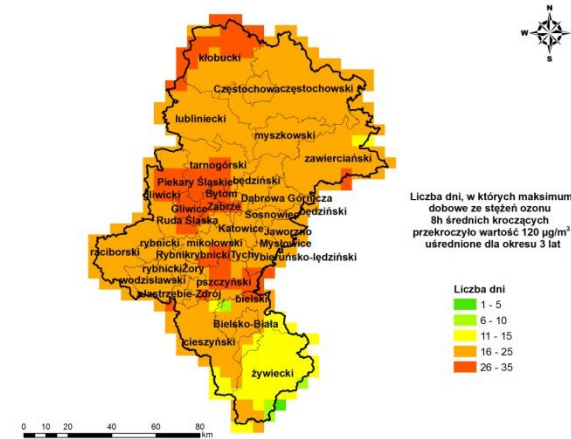 N
W E
S
kłobucki
Częstochowa częstochowski
lubliniecki
myszkowski
zawierciański
tarnogórski
Piekary Śląskie będziński
gliwicki Bytom
Dąbrowa Górnicza
Gliwice Zabrze
Sosnowiec będziński
Ruda Śląska
Katowice Jaworzno
rybnicki mikołowski Mysłowice
raciborski Rybnik rybnicki Tychy bieruńsko-lędziński
rybnicki Żory
wodzisławski pszczyński
Jastrzębie-Zdrój bielski
Bielsko-Biała
cieszyński
żywiecki
Liczba dni, w których maksimum
dobowe ze stężeń ozonu
8h średnich kroczących
przekroczyło wartość 120 µg/m³
uśrednione dla okresu 3 lat
Liczba dni
1 - 5
6 - 10
11 - 15
16 - 25
26 - 35
0 10 20 40 60 80
km